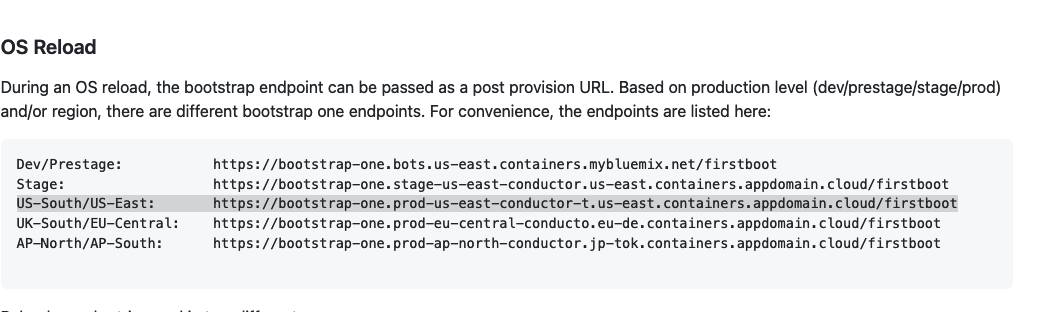 OS Reload
During an OS reload, the bootstrap endpoint can be passed as a post provision URL. Based on production level (dev/prestage/stage/prod)
and/or region, there are different bootstrap one endpoints. For convenience, the endpoints are listed here:
Dev/Prestage: https://bootstrap-one.bots.us-east.containers.mybluemix.net/firstboot
Stage: https://bootstrap-one.stage-us-east-conductor.us-east.containers.appdomain.cloud/firstboot
US-South/US-East: https://bootstrap-one.prod-us-east-conductor-t.us-east.containers.appdomain.cloud/firstboot
UK-South/EU-Central: https://bootstrap-one.prod-eu-central-conducto.eu-de.containers.appdomain.cloud/firstboot
AP-North/AP-South: https://bootstrap-one.prod-ap-north-conductor.jp-tok.containers.appdomain.cloud/firstboot